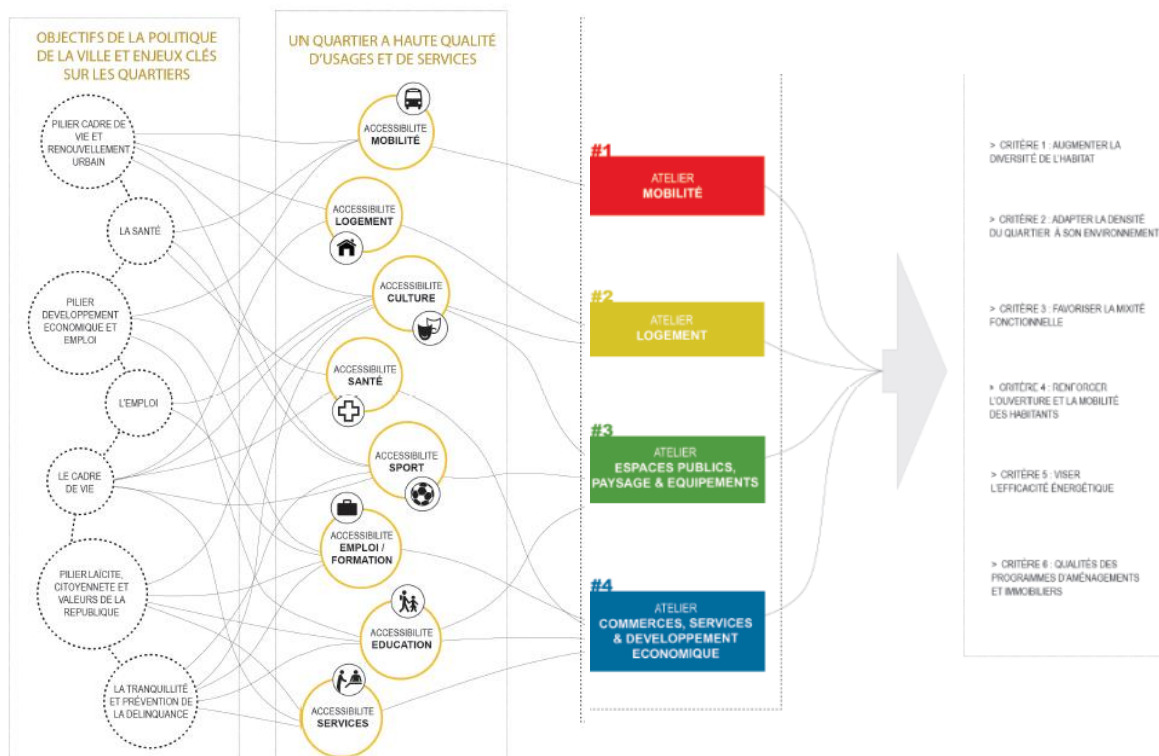 OBJECTIFS DE LA POLITIQUE
DE LA VILLE ET ENJEUX CLÉS
SUR LES QUARTIERS
PILIER CADRE DE
VIE ET
RENOUVELLEMENT
URBAIN
LA SANTÉ
PILIER
DEVELOPPEMENT
ECONOMIQUE ET
EMPLOI
L'EMPLOI
LE CADRE
DE VIE
PILIER LAÏCITE,
CITOYENNETE ET
VALEURS DE LA
REPUBLIQUE
LA TRANQUILLITÉ
ET PRÉVENTION DE
LA DELINQUANCE
UN QUARTIER A HAUTE QUALITÉ
D'USAGES ET DE SERVICES
ACCESSIBILITE
MOBILITÉ
ACCESSIBILITE
LOGEMENT
ACCESSIBILITE
CULTURE
ACCESSIBILITE
SANTÉ
ACCESSIBILITE
SPORT
ACCESSIBILITE
EMPLOI /
FORMATION
ACCESSIBILITE
EDUCATION
ACCESSIBILITE
SERVICES
#1
ATELIER
MOBILITÉ
#2
ATELIER
LOGEMENT
#3
ATELIER
ESPACES PUBLICS,
PAYSAGE & EQUIPEMENTS
#4
ATELIER
COMMERCES, SERVICES
& DEVELOPPEMENT
ECONOMIQUE
> CRITÈRE 1 : AUGMENTER LA
DIVERSITÉ DE L'HABITAT
> CRITÈRE 2 : ADAPTER LA DENSITÉ
DU QUARTIER À SON ENVIRONNEMENT
> CRITÈRE 3 : FAVORISER LA MIXITÉ
FONCTIONNELLE
> CRITÈRE 4 : RENFORCER
L'OUVERTURE ET LA MOBILITÉ
DES HABITANTS
> CRITÈRE 5 : VISER
L'EFFICACITÉ ÉNERGÉTIQUE
> CRITÈRE 6 : QUALITÉS DES
PROGRAMMES D'AMÉNAGEMENTS
ET IMMOBILIERS